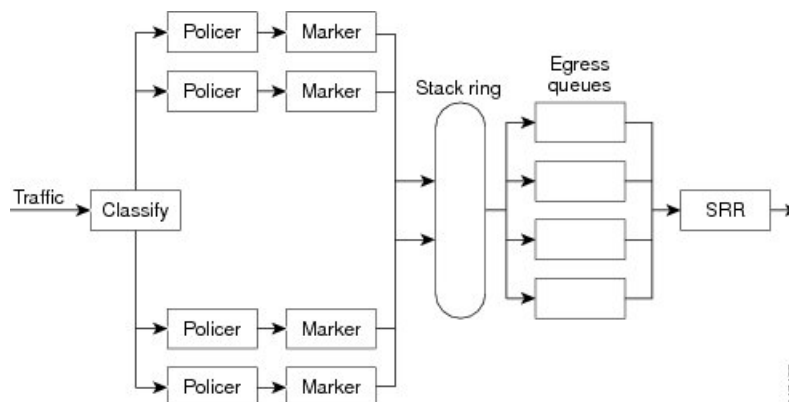 Policer
Marker
Policer
Marker
Egress
queues
Stack ring
Traffic
Classify
SRR
Policer
Marker
Policer
Marker